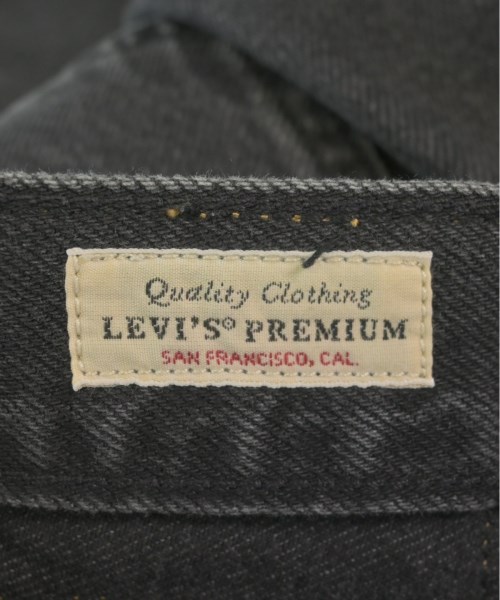 Quality Clothing
LEVI'S® PREMIUM
SAN FRANCISCO, CAL.